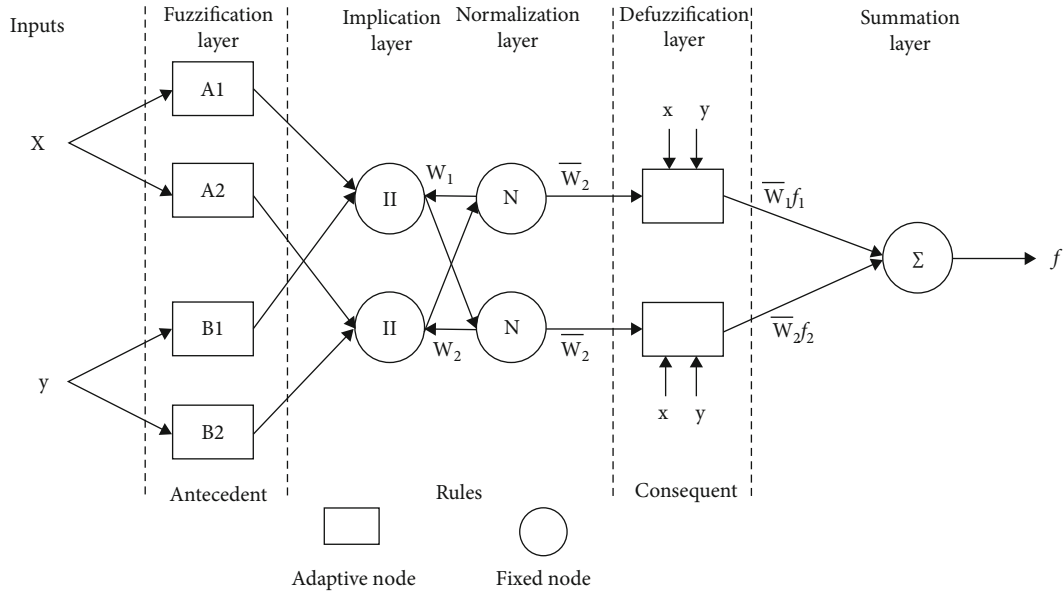 Inputs
Fuzzification
layer
Implication
layer
Normalization
layer
Defuzzification
layer
Summation
layer
X
y
A1
A2
B1
B2
II
II
W₁
W₂
N
N
W̅₂
W̅₂
x y
x y
W̅₁f₁
W̅₂f₂
Σ
f
Antecedent
Rules
Consequent
Adaptive node
Fixed node